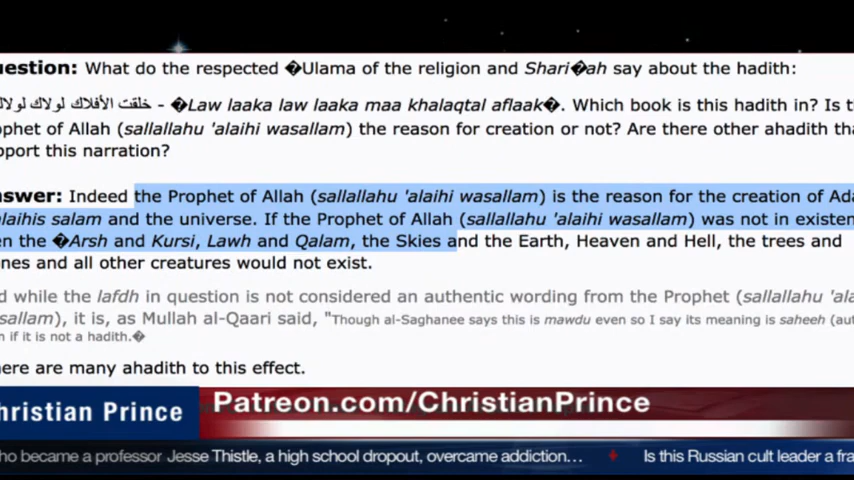 uestion: What do the respected �Ulama of the religion and Shari�ah say about the hadith:
خلقت الأفلاك لولاك لولاك - �Law laaka law laaka maa khalaqtal aflaak�. Which book is this hadith in? Is t
phet of Allah (sallallahu 'alaihi wasallam) the reason for creation or not? Are there other ahadith tha
port this narration?
nswer: Indeed the Prophet of Allah (sallallahu 'alaihi wasallam) is the reason for the creation of Ada
alaihis salam and the universe. If the Prophet of Allah (sallallahu 'alaihi wasallam) was not in existen
en the �Arsh and Kursi, Lawh and Qalam, the Skies and the Earth, Heaven and Hell, the trees and
nes and all other creatures would not exist.
d while the lafdh in question is not considered an authentic wording from the Prophet (sallallahu 'ala
sallam), it is, as Mullah al-Qaari said, "Though al-Saghanee says this is mawdu even so I say its meaning is saheeh (aut
n if it is not a hadith.�
here are many ahadith to this effect.
hristian Prince Patreon.com/ChristianPrince
ho became a professor Jesse Thistle, a high school dropout, overcame addiction... Is this Russian cult leader a fra